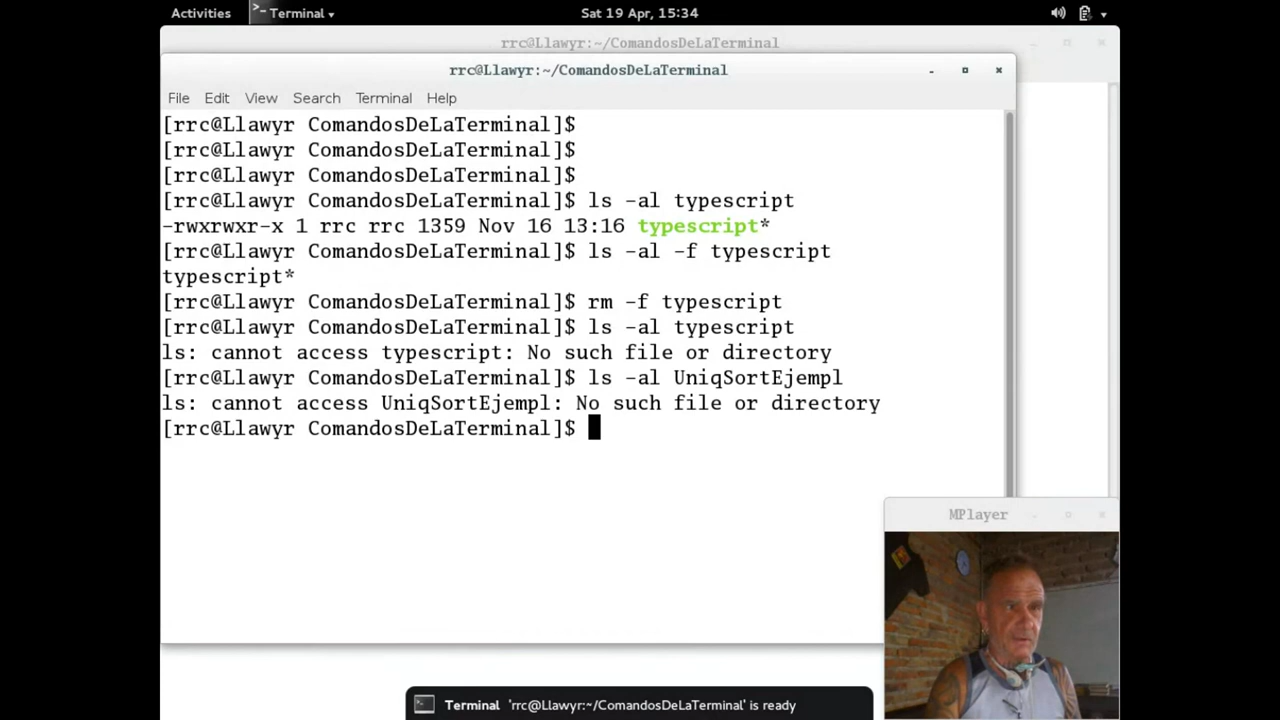 Activities
Terminal
Sat 19 Apr, 15:34
rrc@Llawyr:~/ComandosDeLaTerminal
rrc@Llawyr:~/ComandosDeLaTerminal
File Edit View Search Terminal Help
[rrc@Llawyr ComandosDeLaTerminal]$
[rrc@Llawyr ComandosDeLaTerminal]$
[rrc@Llawyr ComandosDeLaTerminal]$
[rrc@Llawyr ComandosDeLaTerminal]$ ls -al typescript
-rwxrwxr-x 1 rrc rrc 1359 Nov 16 13:16 typescript*
[rrc@Llawyr ComandosDeLaTerminal]$ ls -al -f typescript
typescript*
[rrc@Llawyr ComandosDeLaTerminal]$ rm -f typescript
[rrc@Llawyr ComandosDeLaTerminal]$ ls -al typescript
ls: cannot access typescript: No such file or directory
[rrc@Llawyr ComandosDeLaTerminal]$ ls -al UniqSortEjempl
ls: cannot access UniqSortEjempl: No such file or directory
[rrc@Llawyr ComandosDeLaTerminal]$
MPlayer
Terminal 'rrc@Llawyr:~/ComandosDeLaTerminal' is ready